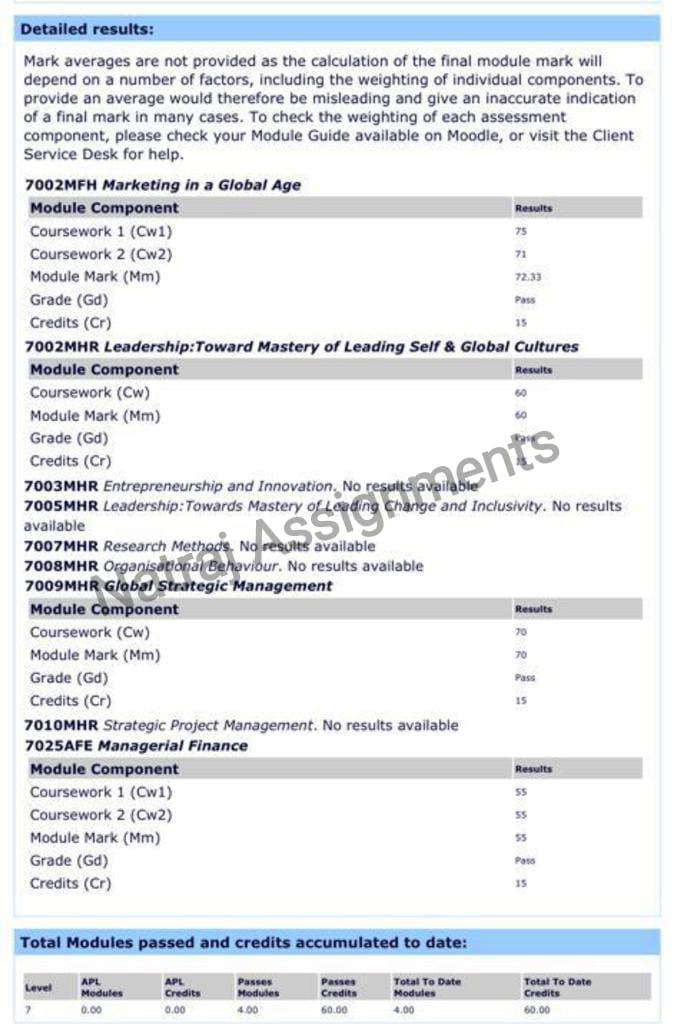 Detailed results:
Mark averages are not provided as the calculation of the final module mark will
depend on a number of factors, including the weighting of individual components. To
provide an average would therefore be misleading and give an inaccurate indication
of a final mark in many cases. To check the weighting of each assessment
component, please check your Module Guide available on Moodle, or visit the Client
Service Desk for help.
7002MFH Marketing in a Global Age
Module Component Results
Coursework 1 (Cw1) 75
Coursework 2 (Cw2) 71
Module Mark (Mm) 72.33
Grade (Gd) Pass
Credits (Cr) 15
7002MHR Leadership:Toward Mastery of Leading Self & Global Cultures
Module Component Results
Coursework (Cw) 60
Module Mark (Mm) 60
Grade (Gd) Pass
Credits (Cr) 15
7003MHR Entrepreneurship and Innovation. No results available
7005MHR Leadership:Towards Mastery of Leading Change and Inclusivity. No results
available
7007MHR Research Methods. No results available
7008MHR Organisational Behaviour. No results available
7009MHR Global Strategic Management
Module Component Results
Coursework (Cw) 70
Module Mark (Mm) 70
Grade (Gd) Pass
Credits (Cr) 15
7010MHR Strategic Project Management. No results available
7025AFE Managerial Finance
Module Component Results
Coursework 1 (Cw1) 55
Coursework 2 (Cw2) 55
Module Mark (Mm) 55
Grade (Gd) Pass
Credits (Cr) 15
Natraj Assignments
Total Modules passed and credits accumulated to date:
Level APL Modules APL Credits Passes Modules Passes Credits Total To Date Modules Total To Date Credits
7 0.00 0.00 4.00 60.00 4.00 60.00